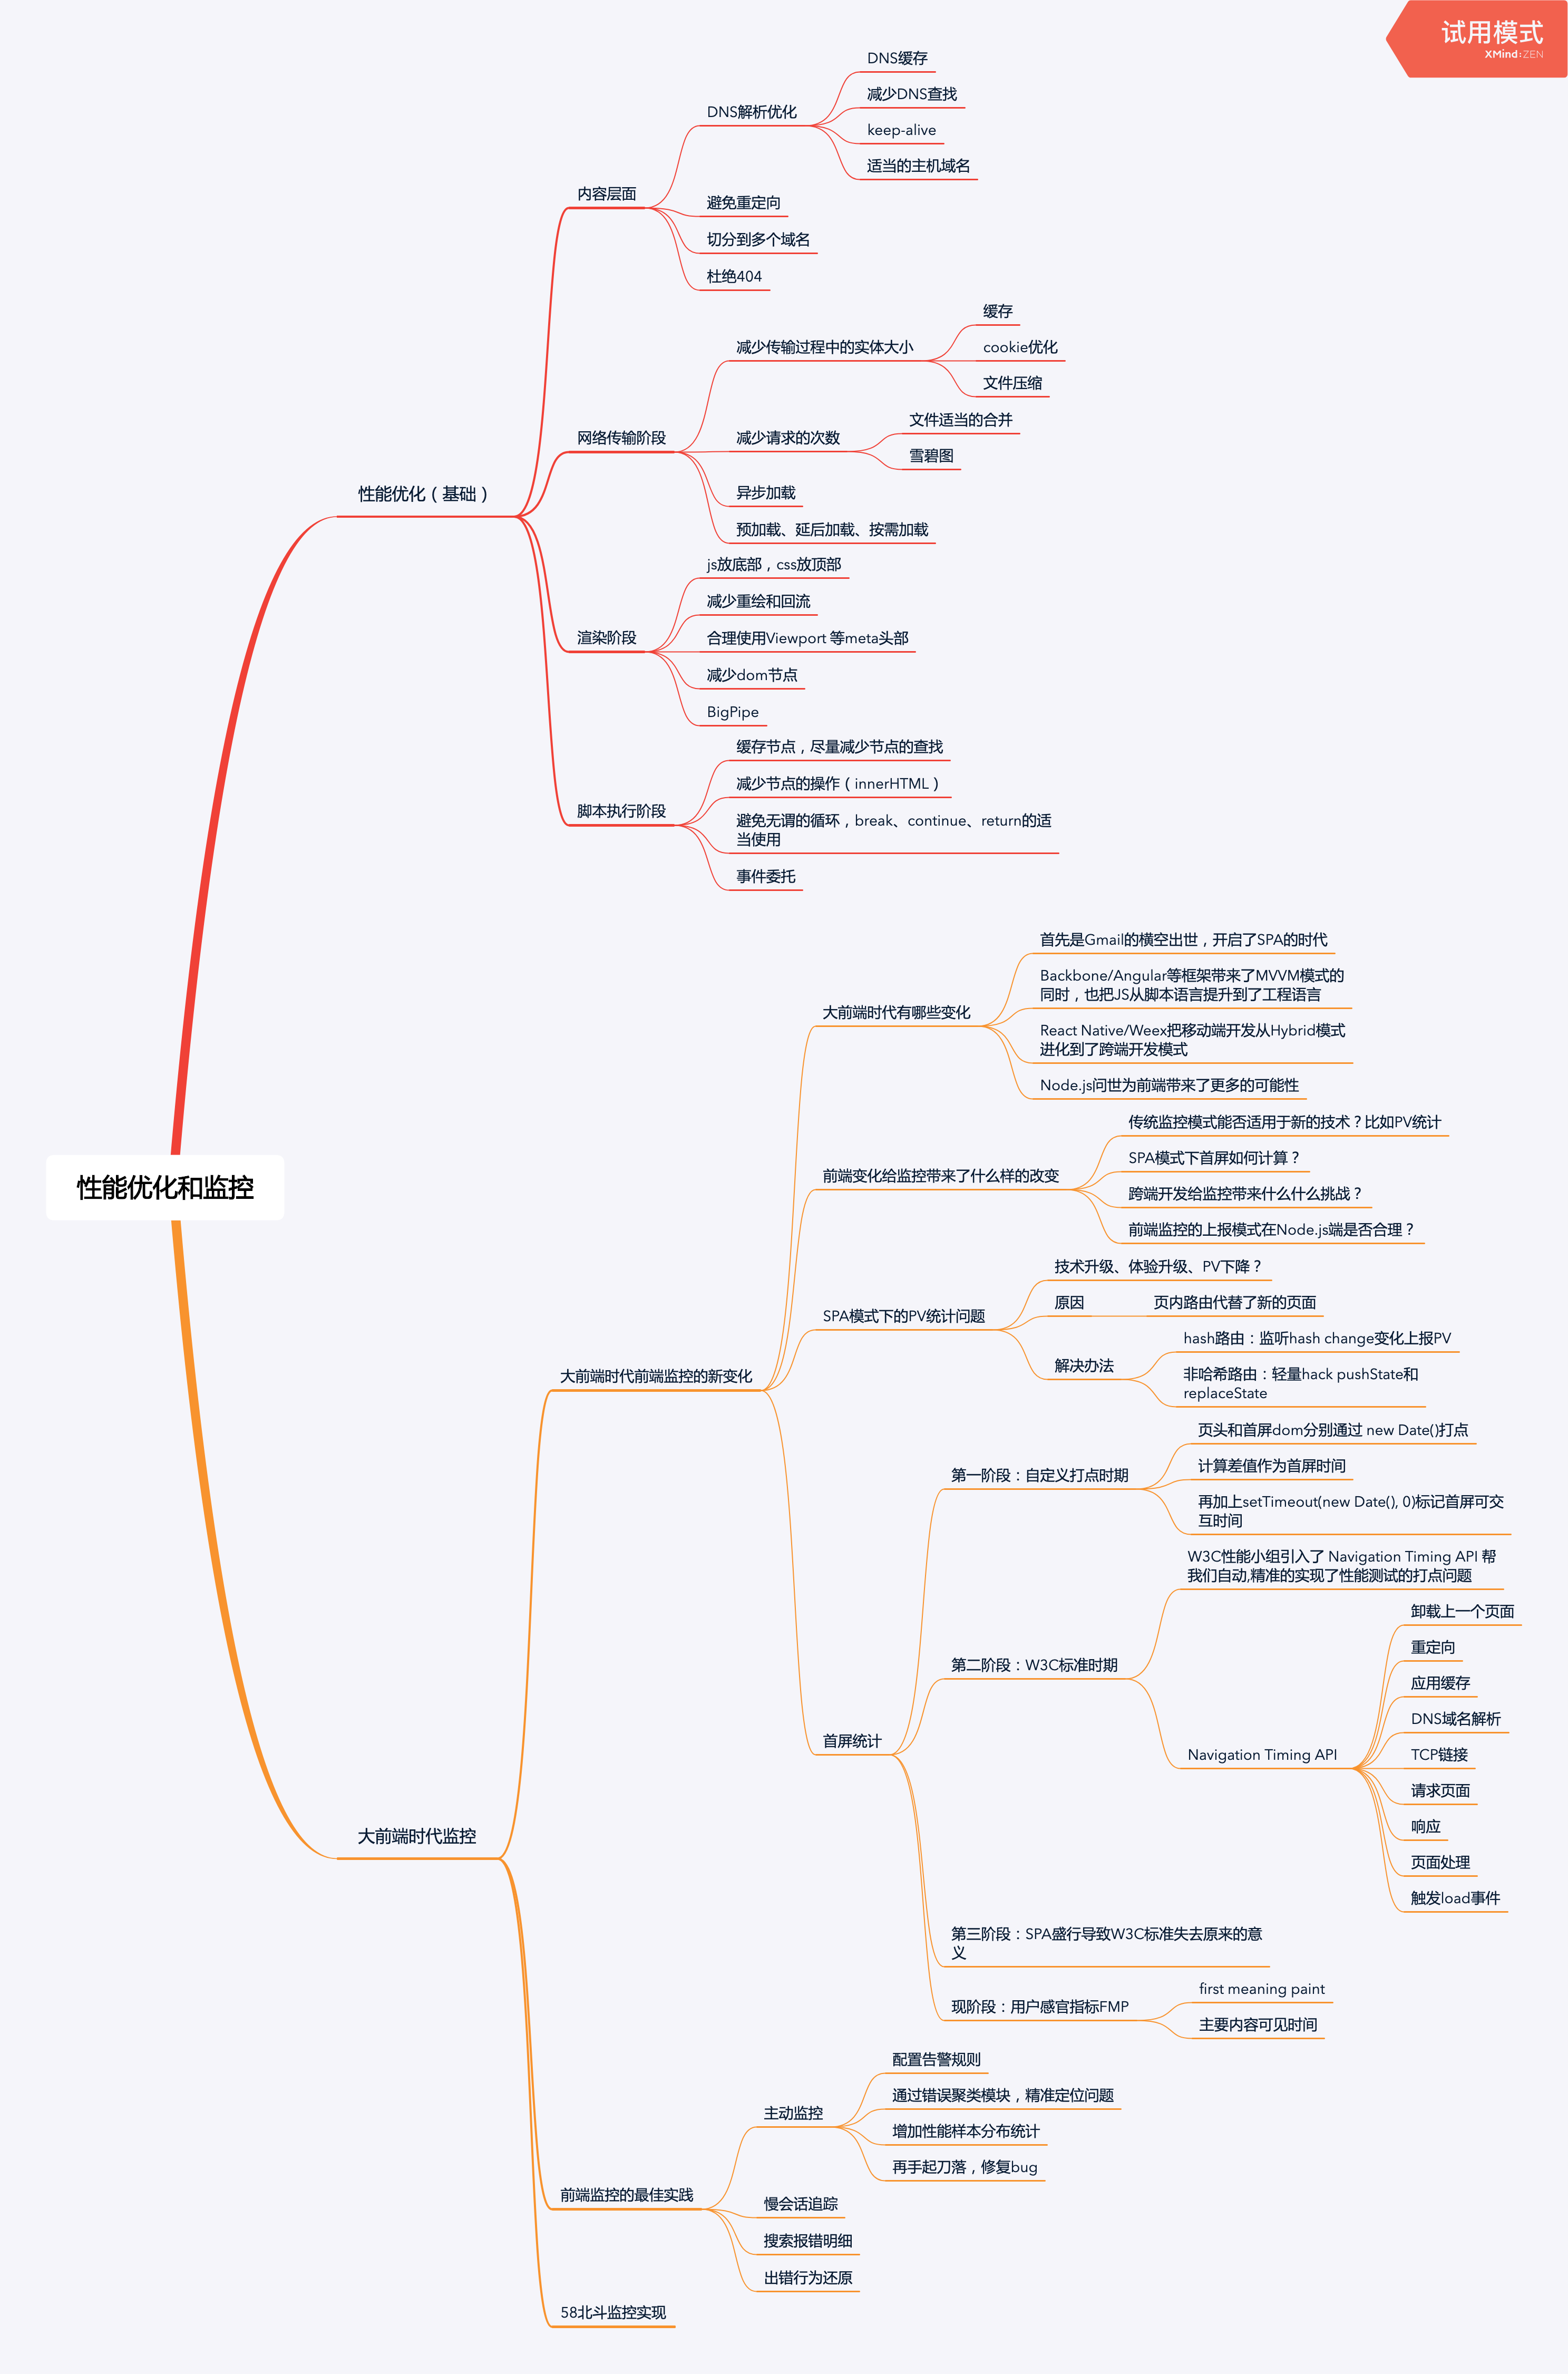 试用模式
XMind:ZEN
性能优化和监控
性能优化（基础）
内容层面
DNS解析优化
DNS缓存
减少DNS查找
keep-alive
适当的主机域名
避免重定向
切分到多个域名
杜绝404
网络传输阶段
减少传输过程中的实体大小
缓存
cookie优化
文件压缩
减少请求的次数
文件适当的合并
雪碧图
异步加载
预加载、延后加载、按需加载
渲染阶段
js放底部，css放顶部
减少重绘和回流
合理使用Viewport 等meta头部
减少dom节点
BigPipe
脚本执行阶段
缓存节点，尽量减少节点的查找
减少节点的操作（innerHTML）
避免无谓的循环，break、continue、return的适
当使用
事件委托
大前端时代监控
大前端时代前端监控的新变化
大前端时代有哪些变化
首先是Gmail的横空出世，开启了SPA的时代
Backbone/Angular等框架带来了MVVM模式的
同时，也把JS从脚本语言提升到了工程语言
React Native/Weex把移动端开发从Hybrid模式
进化到了跨端开发模式
Node.js问世为前端带来了更多的可能性
前端变化给监控带来了什么样的改变
传统监控模式能否适用于新的技术？比如PV统计
SPA模式下首屏如何计算？
跨端开发给监控带来什么什么挑战？
前端监控的上报模式在Node.js端是否合理？
SPA模式下的PV统计问题
技术升级、体验升级、PV下降？
原因
页内路由代替了新的页面
解决办法
hash路由：监听hash change变化上报PV
非哈希路由：轻量hack pushState和
replaceState
首屏统计
第一阶段：自定义打点时期
页头和首屏dom分别通过 new Date()打点
计算差值作为首屏时间
再加上setTimeout(new Date(), 0)标记首屏可交
互时间
第二阶段：W3C标准时期
W3C性能小组引入了 Navigation Timing API 帮
我们自动,精准的实现了性能测试的打点问题
Navigation Timing API
卸载上一个页面
重定向
应用缓存
DNS域名解析
TCP链接
请求页面
响应
页面处理
触发load事件
第三阶段：SPA盛行导致W3C标准失去原来的意
义
现阶段：用户感官指标FMP
first meaning paint
主要内容可见时间
前端监控的最佳实践
主动监控
配置告警规则
通过错误聚类模块，精准定位问题
增加性能样本分布统计
再手起刀落，修复bug
慢会话追踪
搜索报错明细
出错行为还原
58北斗监控实现